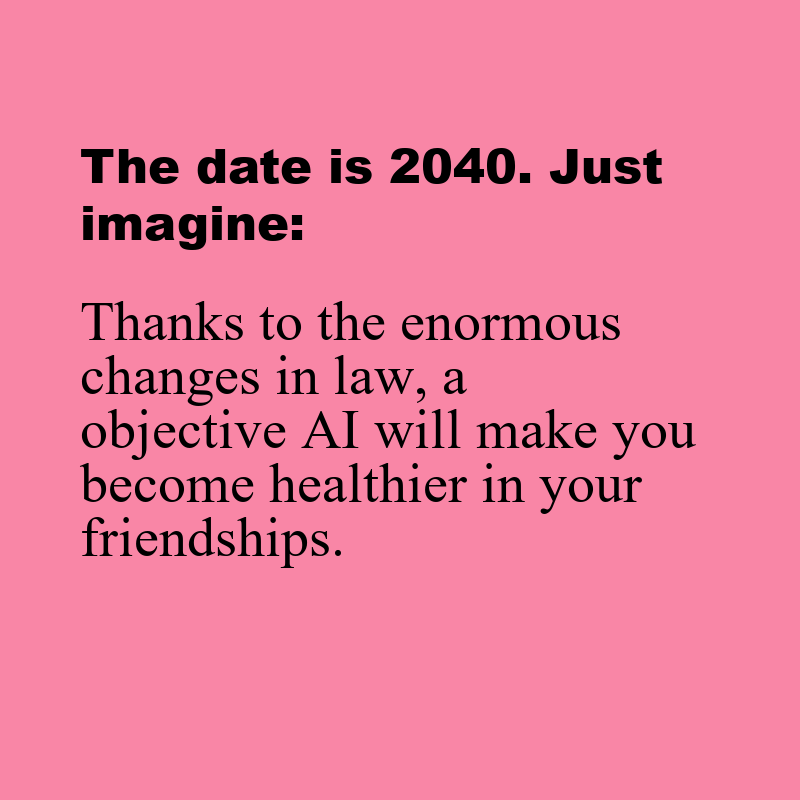 The date is 2040. Just
imagine:
Thanks to the enormous
changes in law, a
objective AI will make you
become healthier in your
friendships.